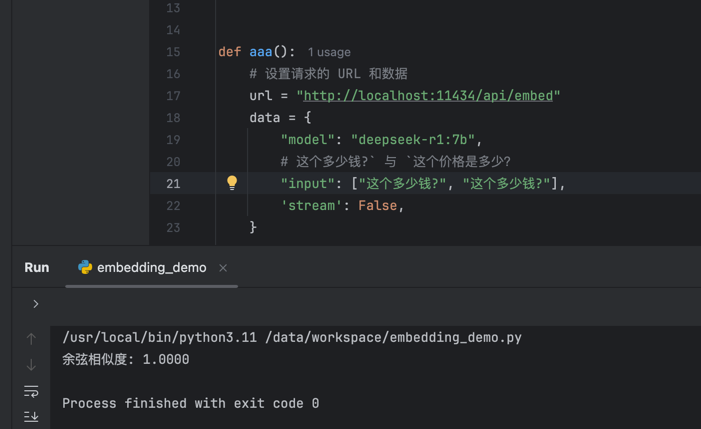 13
14
15 def aaa(): 1 usage
16 # 设置请求的 URL 和数据
17 url = "http://localhost:11434/api/embed"
18 data = {
19 "model": "deepseek-r1:7b",
20 # 这个多少钱?` 与 `这个价格是多少?
21 "input": ["这个多少钱?", "这个多少钱?"],
22 'stream': False,
23 }
Run embedding_demo
/usr/local/bin/python3.11 /data/workspace/embedding_demo.py
余弦相似度: 1.0000
Process finished with exit code 0